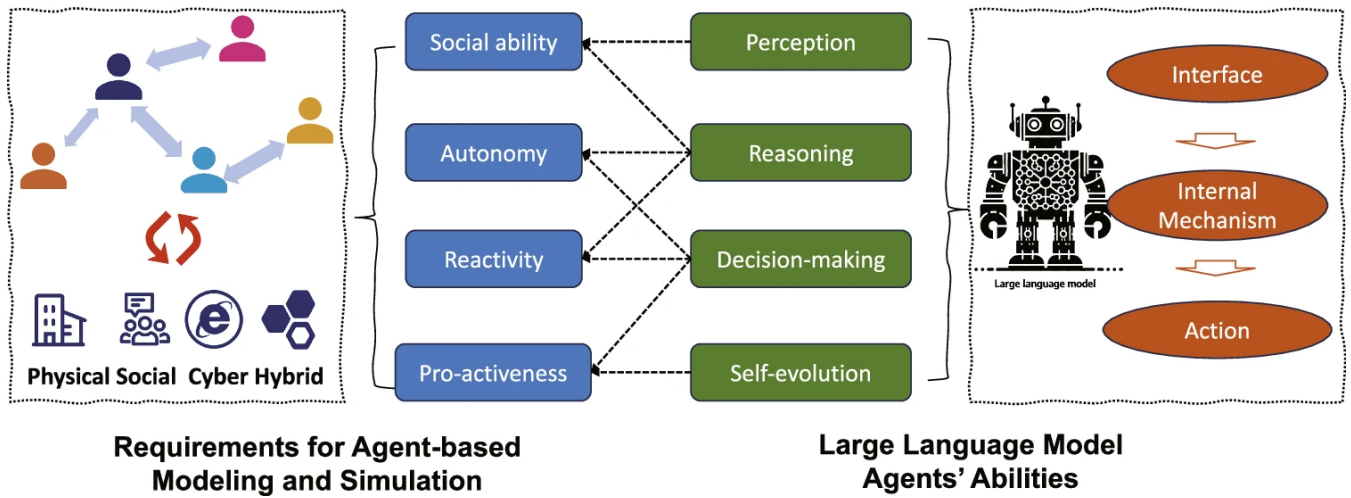 Social ability
Perception
Interface
Autonomy
Reasoning
Internal
Mechanism
Reactivity
Decision-making
Large language model
Action
Physical Social Cyber Hybrid
Pro-activeness
Self-evolution
Requirements for Agent-based
Modeling and Simulation
Large Language Model
Agents’ Abilities